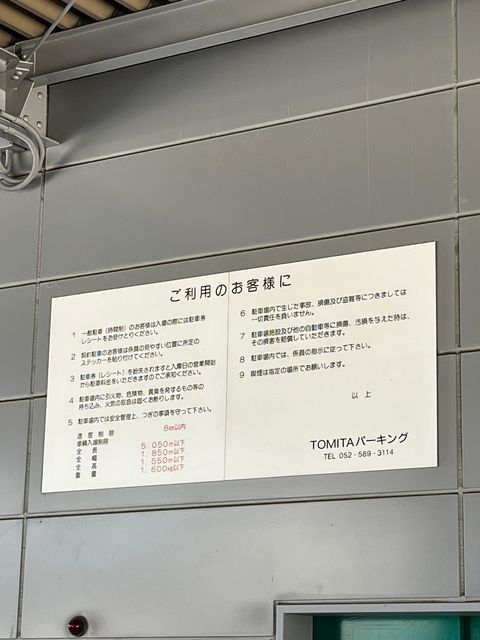 ご利用のお客様に
1 一般駐車(時間制)のお客様は入場の際には駐車券
レシートをお受けとりください。
2 契約駐車のお客様は係員の見やすい位置に所定の
ステッカーを貼り付けてください。
3 駐車券(レシート)を紛失されますと入庫日の営業開始
から駐車料金をいただきますのでご承知ください。
4 駐車場内に引火物、危険物、異臭を発するもの等の
持ち込み、火気の取扱は固くお断りします。
5 駐車場内では安全管理上、つぎの事項を守って下さい。
速度制限 8km以内
車輌入場制限
全長 5.050m以下
全幅 1.850m以下
全高 1.550m以下
重量 1.600kg以下
6 駐車場内で生じた事故、損傷及び盗難等につきましては
一切責任を負いません。
7 駐車場施設及び他の自動車等に損傷、汚損を与えた時は、
その損害を賠償していただきます。
8 駐車場内では、係員の指示に従って下さい。
9 喫煙は指定の場所でお願いします。
以上
TOMITAパーキング
TEL 052-589-3114